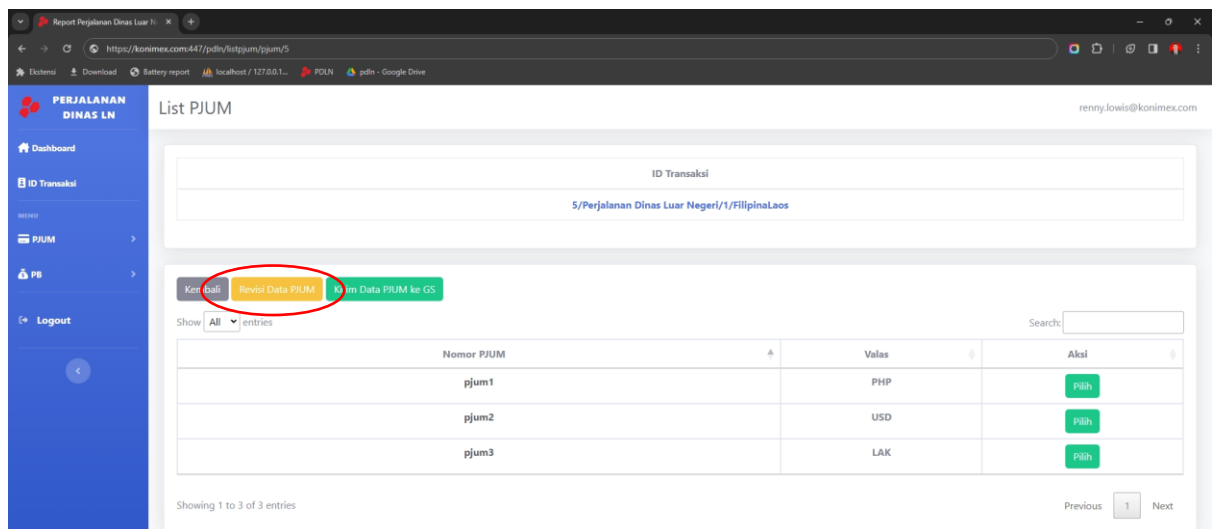 Report Perjalanan Dinas Luar N
https://konimex.com:447/pdln/listpjum/pjum/5
Ekstensi Download Battery report localhost / 127.0.0.1... PDLN pdln - Google Drive
PERJALANAN
DINAS LN
List PJUM
renny.lowis@konimex.com
Dashboard
ID Transaksi
MENU
PJUM
PB
Logout
ID Transaksi
5/Perjalanan Dinas Luar Negeri/1/FilipinaLaos
Kembali Revisi Data PJUM Kirim Data PJUM ke GS
Show All entries Search:
Nomor PJUM Valas Aksi
pjum1 PHP Pilih
pjum2 USD Pilih
pjum3 LAK Pilih
Showing 1 to 3 of 3 entries Previous 1 Next